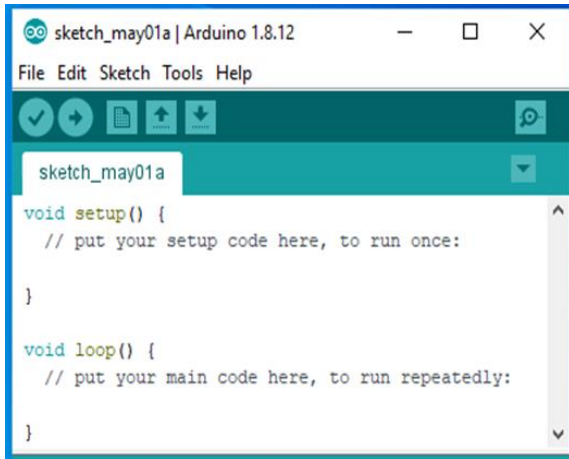 sketch_may01a | Arduino 1.8.12
File Edit Sketch Tools Help
sketch_may01a
void setup() {
  // put your setup code here, to run once:
}
void loop() {
  // put your main code here, to run repeatedly:
}